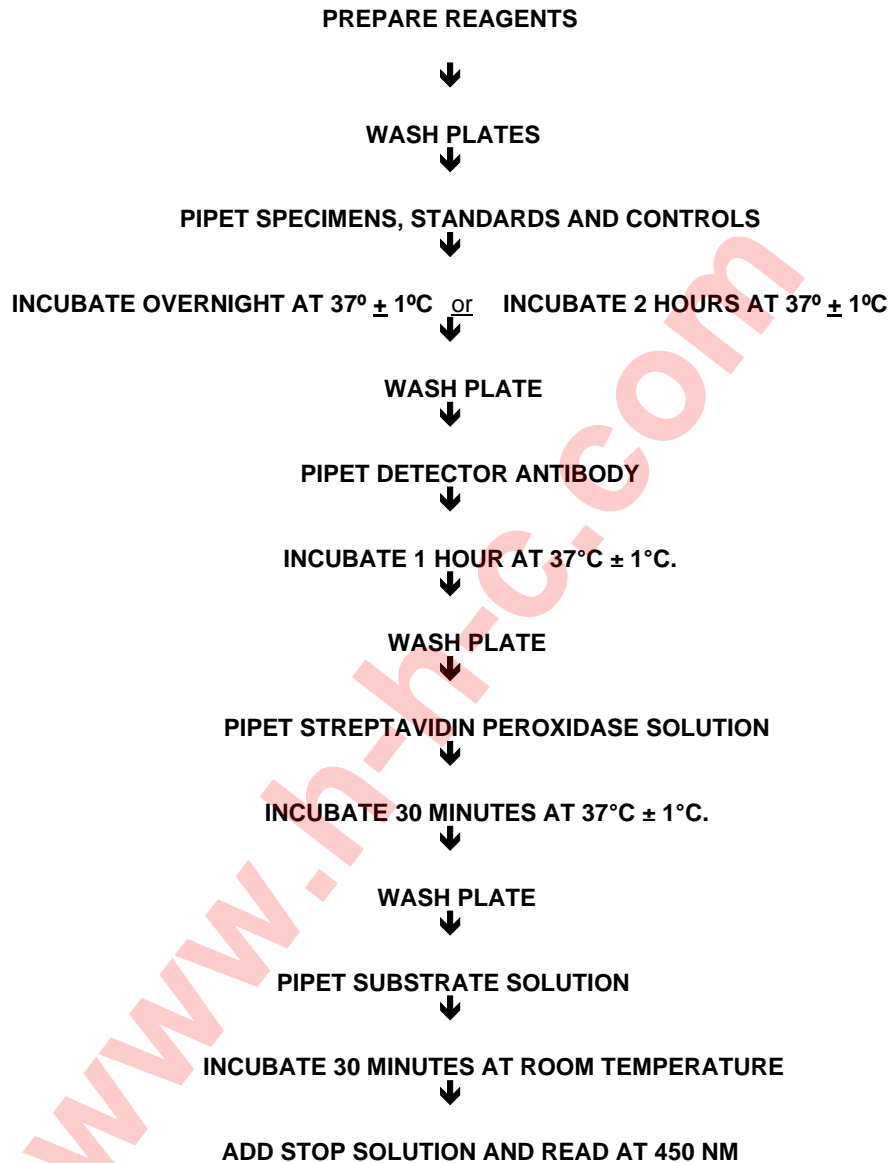 PREPARE REAGENTS
WASH PLATES
PIPET SPECIMENS, STANDARDS AND CONTROLS
INCUBATE OVERNIGHT AT 37º ± 1ºC or INCUBATE 2 HOURS AT 37º ± 1ºC
WASH PLATE
PIPET DETECTOR ANTIBODY
INCUBATE 1 HOUR AT 37°C ± 1°C.
WASH PLATE
PIPET STREPTAVIDIN PEROXIDASE SOLUTION
INCUBATE 30 MINUTES AT 37°C ± 1°C.
WASH PLATE
PIPET SUBSTRATE SOLUTION
INCUBATE 30 MINUTES AT ROOM TEMPERATURE
ADD STOP SOLUTION AND READ AT 450 NM
www.h-h-c.com